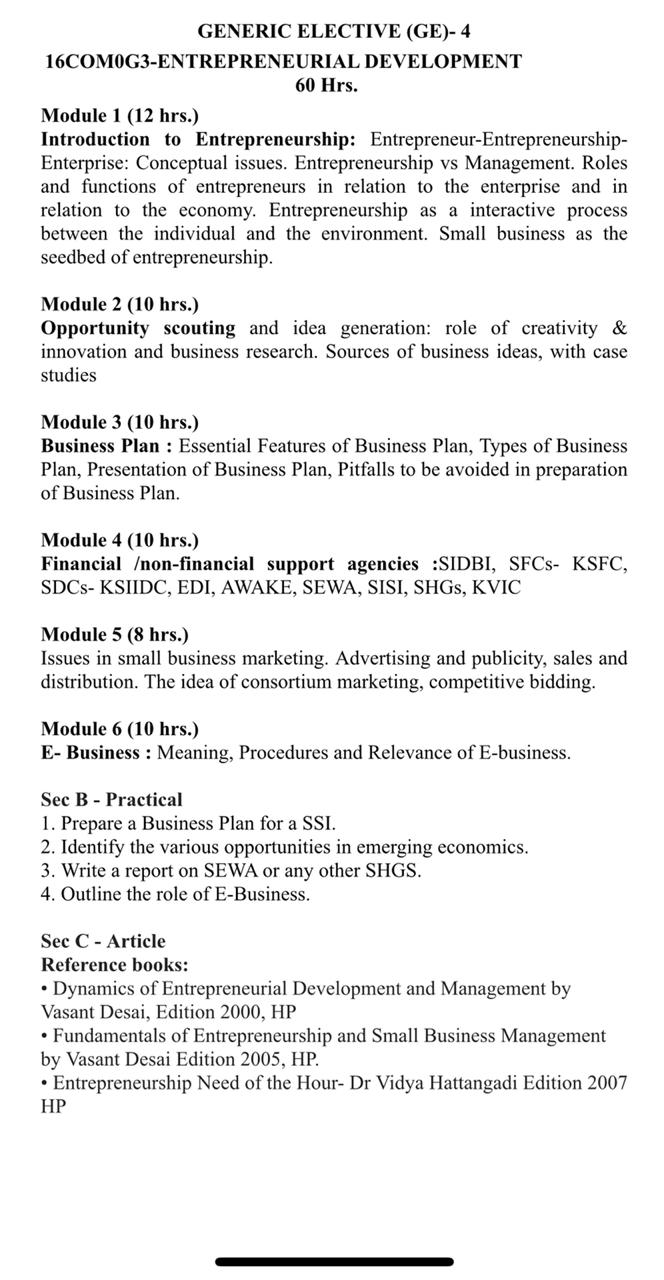 GENERIC ELECTIVE (GE)- 4
16COM0G3-ENTREPRENEURIAL DEVELOPMENT
60 Hrs.
Module 1 (12 hrs.)
Introduction to Entrepreneurship: Entrepreneur-Entrepreneurship-
Enterprise: Conceptual issues. Entrepreneurship vs Management. Roles
and functions of entrepreneurs in relation to the enterprise and in
relation to the economy. Entrepreneurship as a interactive process
between the individual and the environment. Small business as the
seedbed of entrepreneurship.
Module 2 (10 hrs.)
Opportunity scouting and idea generation: role of creativity &
innovation and business research. Sources of business ideas, with case
studies
Module 3 (10 hrs.)
Business Plan : Essential Features of Business Plan, Types of Business
Plan, Presentation of Business Plan, Pitfalls to be avoided in preparation
of Business Plan.
Module 4 (10 hrs.)
Financial /non-financial support agencies :SIDBI, SFCs- KSFC,
SDCs- KSIIDC, EDI, AWAKE, SEWA, SISI, SHGs, KVIC
Module 5 (8 hrs.)
Issues in small business marketing. Advertising and publicity, sales and
distribution. The idea of consortium marketing, competitive bidding.
Module 6 (10 hrs.)
E- Business : Meaning, Procedures and Relevance of E-business.
Sec B - Practical
1. Prepare a Business Plan for a SSI.
2. Identify the various opportunities in emerging economics.
3. Write a report on SEWA or any other SHGS.
4. Outline the role of E-Business.
Sec C - Article
Reference books:
• Dynamics of Entrepreneurial Development and Management by
Vasant Desai, Edition 2000, HP
• Fundamentals of Entrepreneurship and Small Business Management
by Vasant Desai Edition 2005, HP.
• Entrepreneurship Need of the Hour- Dr Vidya Hattangadi Edition 2007
HP